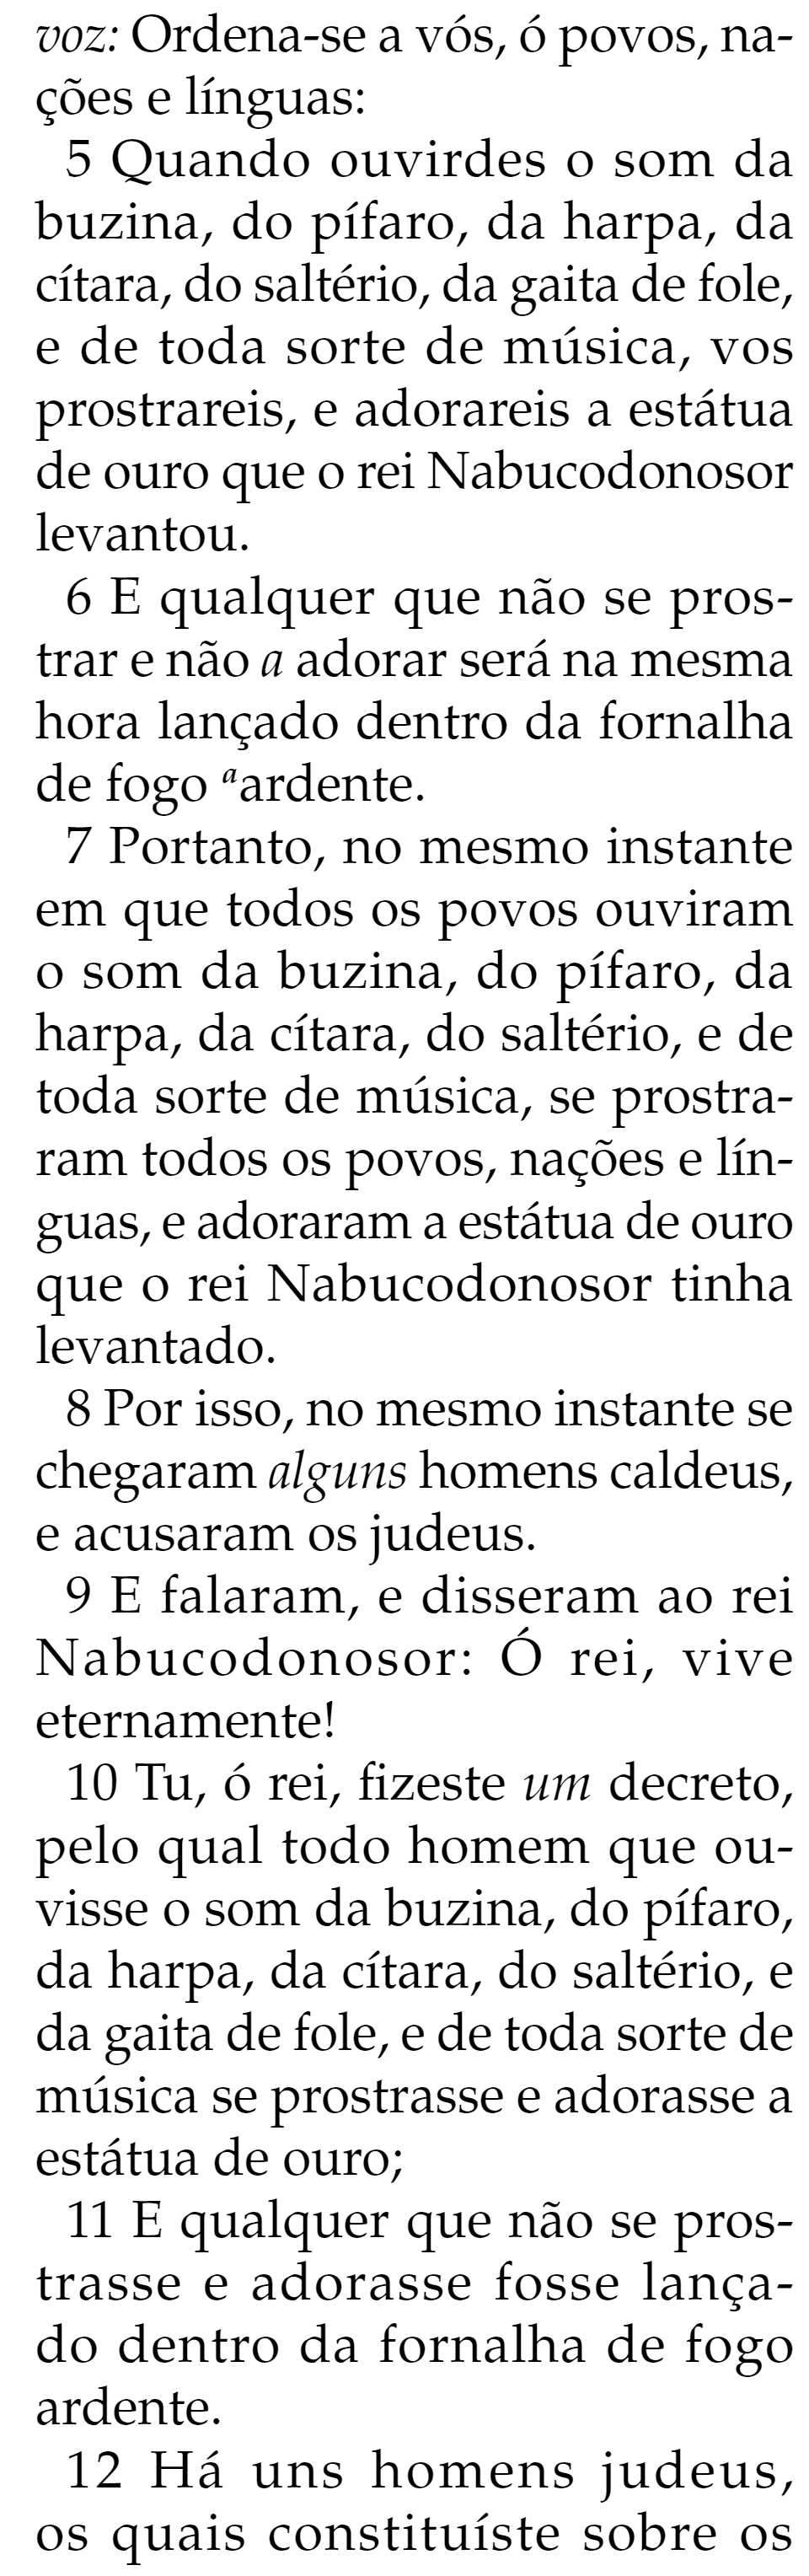 voz: Ordena-se a vós, ó povos, na-
ções e línguas:
5 Quando ouvirdes o som da
buzina, do pífaro, da harpa, da
cítara, do saltério, da gaita de fole,
e de toda sorte de música, vos
prostrareis, e adorareis a estátua
de ouro que o rei Nabucodonosor
levantou.
6 E qualquer que não se pros-
trar e não a adorar será na mesma
hora lançado dentro da fornalha
de fogo ᵃardente.
7 Portanto, no mesmo instante
em que todos os povos ouviram
o som da buzina, do pífaro, da
harpa, da cítara, do saltério, e de
toda sorte de música, se prostra-
ram todos os povos, nações e lín-
guas, e adoraram a estátua de ouro
que o rei Nabucodonosor tinha
levantado.
8 Por isso, no mesmo instante se
chegaram alguns homens caldeus,
e acusaram os judeus.
9 E falaram, e disseram ao rei
Nabucodonosor: Ó rei, vive
eternamente!
10 Tu, ó rei, fizeste um decreto,
pelo qual todo homem que ou-
visse o som da buzina, do pífaro,
da harpa, da cítara, do saltério, e
da gaita de fole, e de toda sorte de
música se prostrasse e adorasse a
estátua de ouro;
11 E qualquer que não se pros-
trasse e adorasse fosse lança-
do dentro da fornalha de fogo
ardente.
12 Há uns homens judeus,
os quais constituíste sobre os